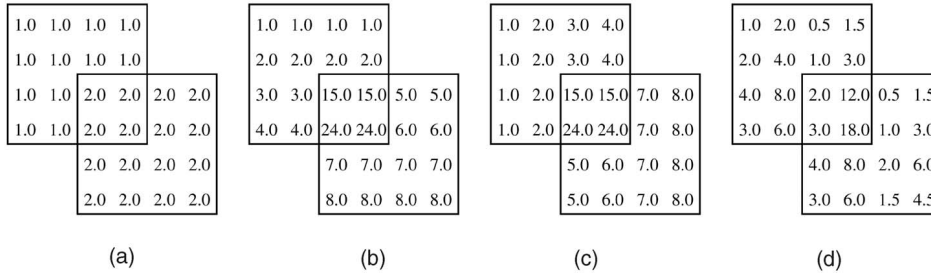 1.0 1.0 1.0 1.0
1.0 1.0 1.0 1.0
1.0 1.0 2.0 2.0 2.0 2.0
1.0 1.0 2.0 2.0 2.0 2.0
2.0 2.0 2.0 2.0
2.0 2.0 2.0 2.0
(a)
1.0 1.0 1.0 1.0
2.0 2.0 2.0 2.0
3.0 3.0 15.0 15.0 5.0 5.0
4.0 4.0 24.0 24.0 6.0 6.0
7.0 7.0 7.0 7.0
8.0 8.0 8.0 8.0
(b)
1.0 2.0 3.0 4.0
1.0 2.0 3.0 4.0
1.0 2.0 15.0 15.0 7.0 8.0
1.0 2.0 24.0 24.0 7.0 8.0
5.0 6.0 7.0 8.0
5.0 6.0 7.0 8.0
(c)
1.0 2.0 0.5 1.5
2.0 4.0 1.0 3.0
4.0 8.0 2.0 12.0 0.5 1.5
3.0 6.0 3.0 18.0 1.0 3.0
4.0 8.0 2.0 6.0
3.0 6.0 1.5 4.5
(d)